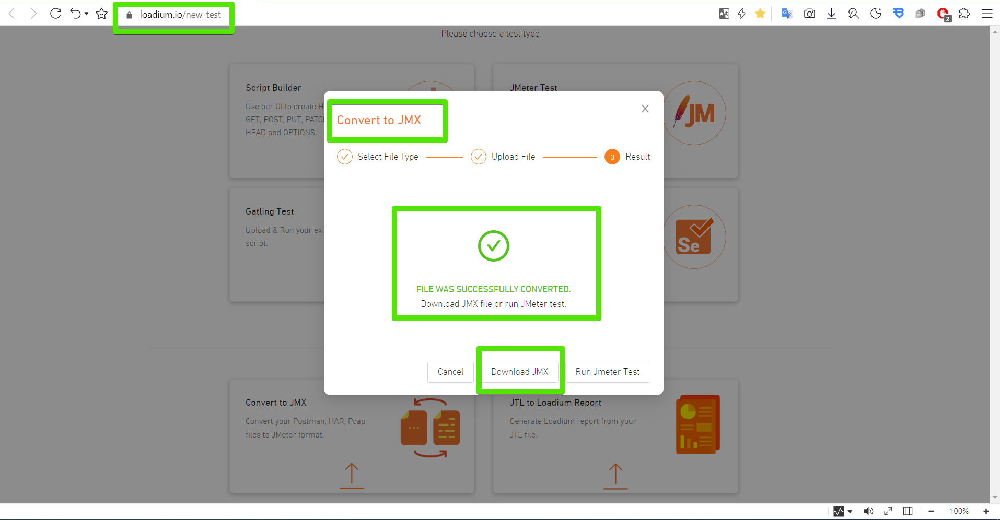 loadium.io/new-test
2
Please choose a test type
Script Builder
Use our UI to create H
GET, POST, PUT, PATC
HEAD and OPTIONS.
JMeter Test
JM
Convert to JMX
Select File Type
Upload File
3
Result
Gatling Test
Upload & Run your exi
script.
Se
FILE WAS SUCCESSFULLY CONVERTED.
Download JMX file or run JMeter test.
Cancel
Download JMX
Run Jmeter Test
Convert to JMX
Convert your Postman, HAR, Pcap
files to JMeter format.
JTL to Loadium Report
Generate Loadium report from your
JTL file.
100%